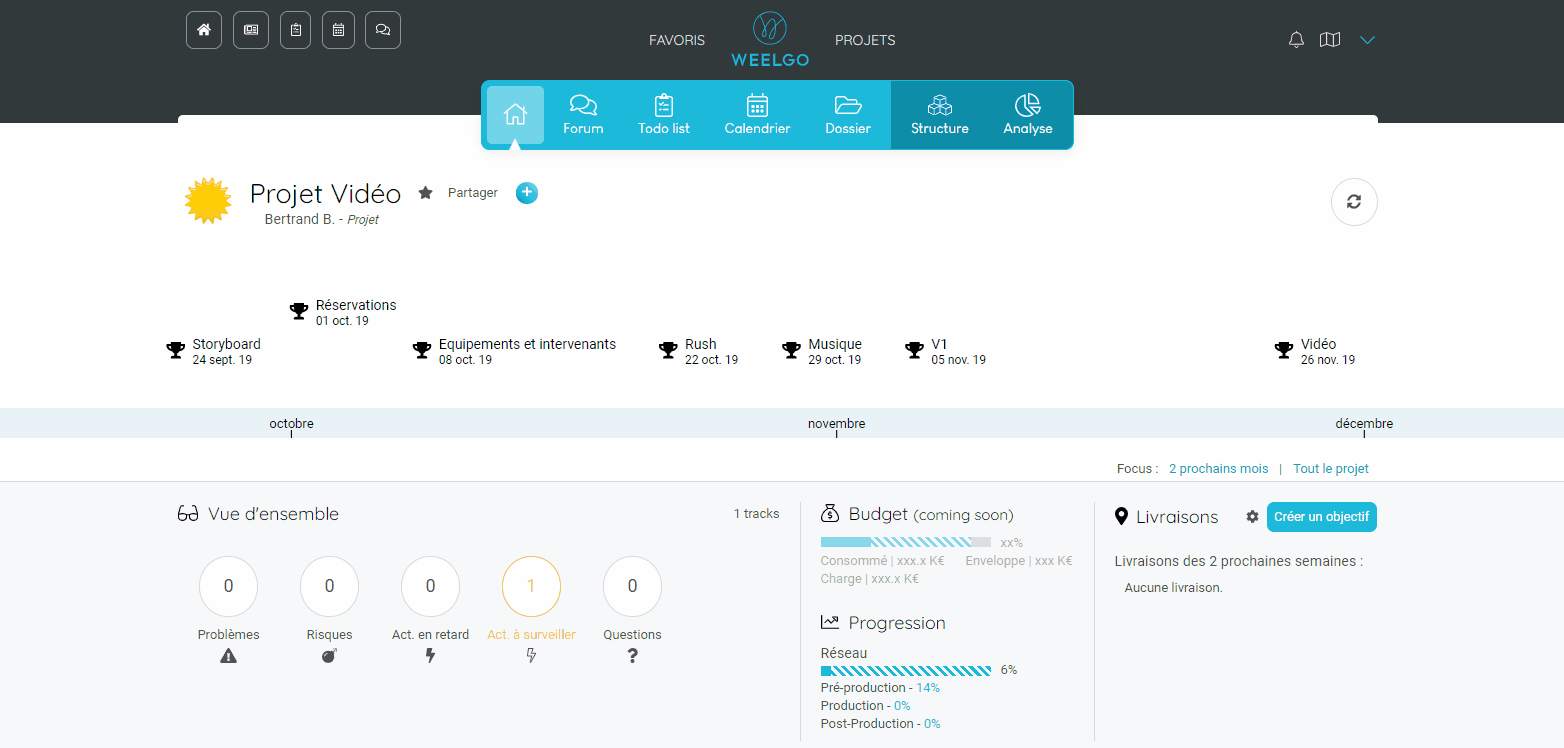 FAVORIS
WEELGO
PROJETS
Forum
Todo list
Calendrier
Dossier
Structure
Analyse
Projet Vidéo
Partager
Bertrand B. - Projet
Réservations
01 oct. 19
Storyboard
24 sept. 19
Equipements et intervenants
08 oct. 19
Rush
22 oct. 19
Musique
29 oct. 19
V1
05 nov. 19
Vidéo
26 nov. 19
octobre
novembre
décembre
Focus : 2 prochains mois | Tout le projet
Vue d'ensemble
1 tracks
0
0
0
1
0
Problèmes
Risques
Act. en retard
Act. à surveiller
Questions
Budget (coming soon)
xx%
Consommé | xxx.x K€ Enveloppe | xxx K€
Charge | xxx.x K€
Progression
Réseau
6%
Pré-production - 14%
Production - 0%
Post-Production - 0%
Livraisons
Créer un objectif
Livraisons des 2 prochaines semaines :
Aucune livraison.